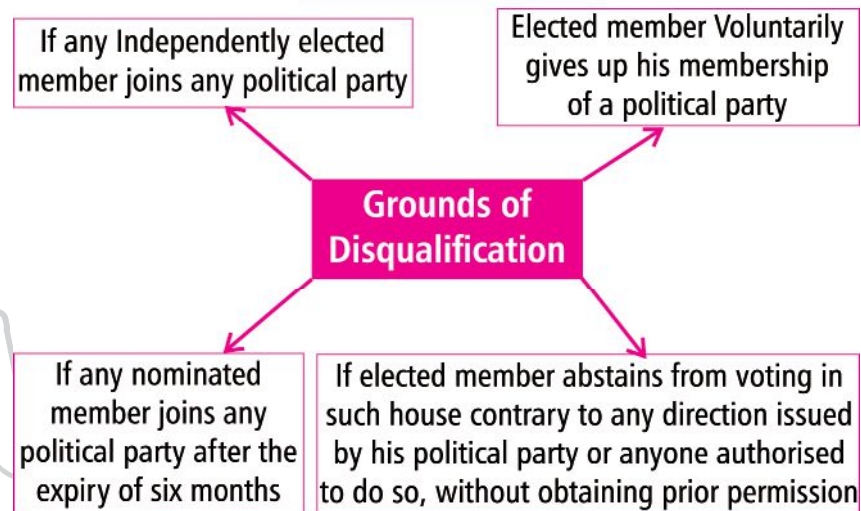 If any Independently elected
member joins any political party
Elected member Voluntarily
gives up his membership
of a political party
Grounds of
Disqualification
If any nominated
member joins any
political party after the
expiry of six months
If elected member abstains from voting in
such house contrary to any direction issued
by his political party or anyone authorised
to do so, without obtaining prior permission